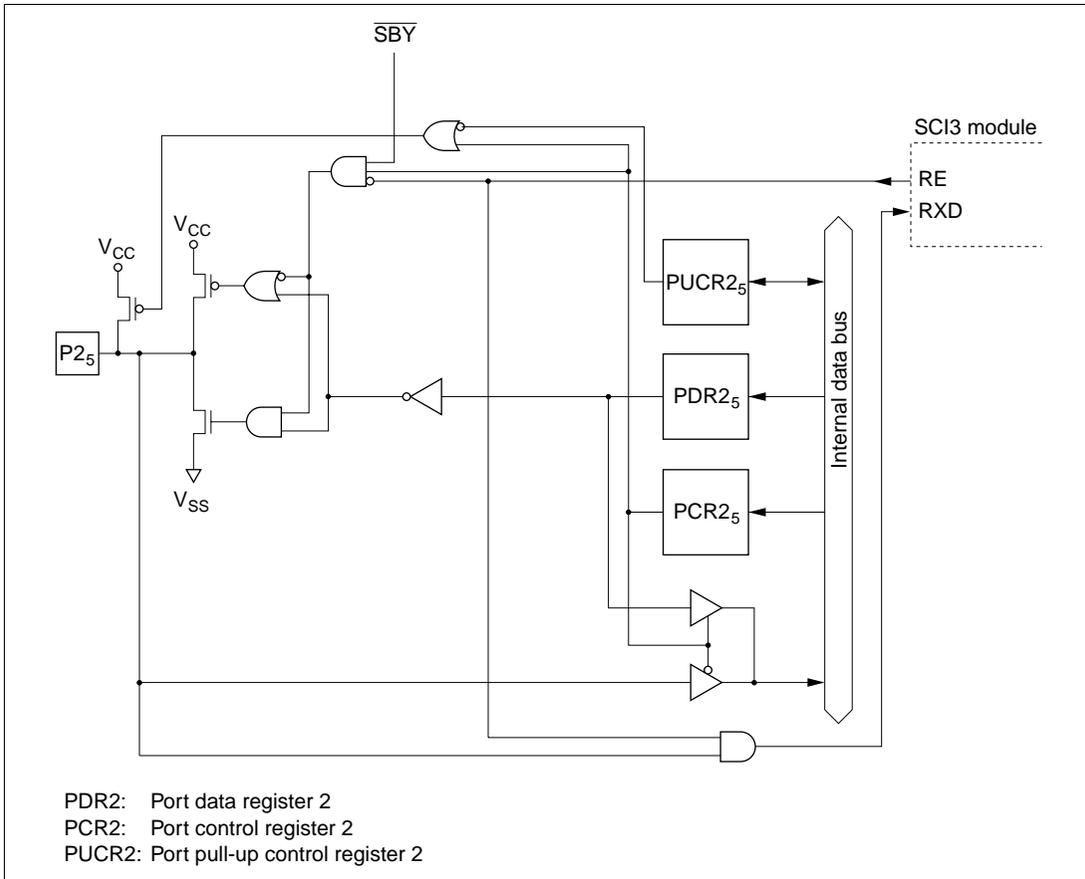 SBY
SCI3 module
RE
RXD
VCC
VCC
PUCR25
P25
PDR25
Internal data bus
PCR25
VSS
PDR2: Port data register 2
PCR2: Port control register 2
PUCR2: Port pull-up control register 2